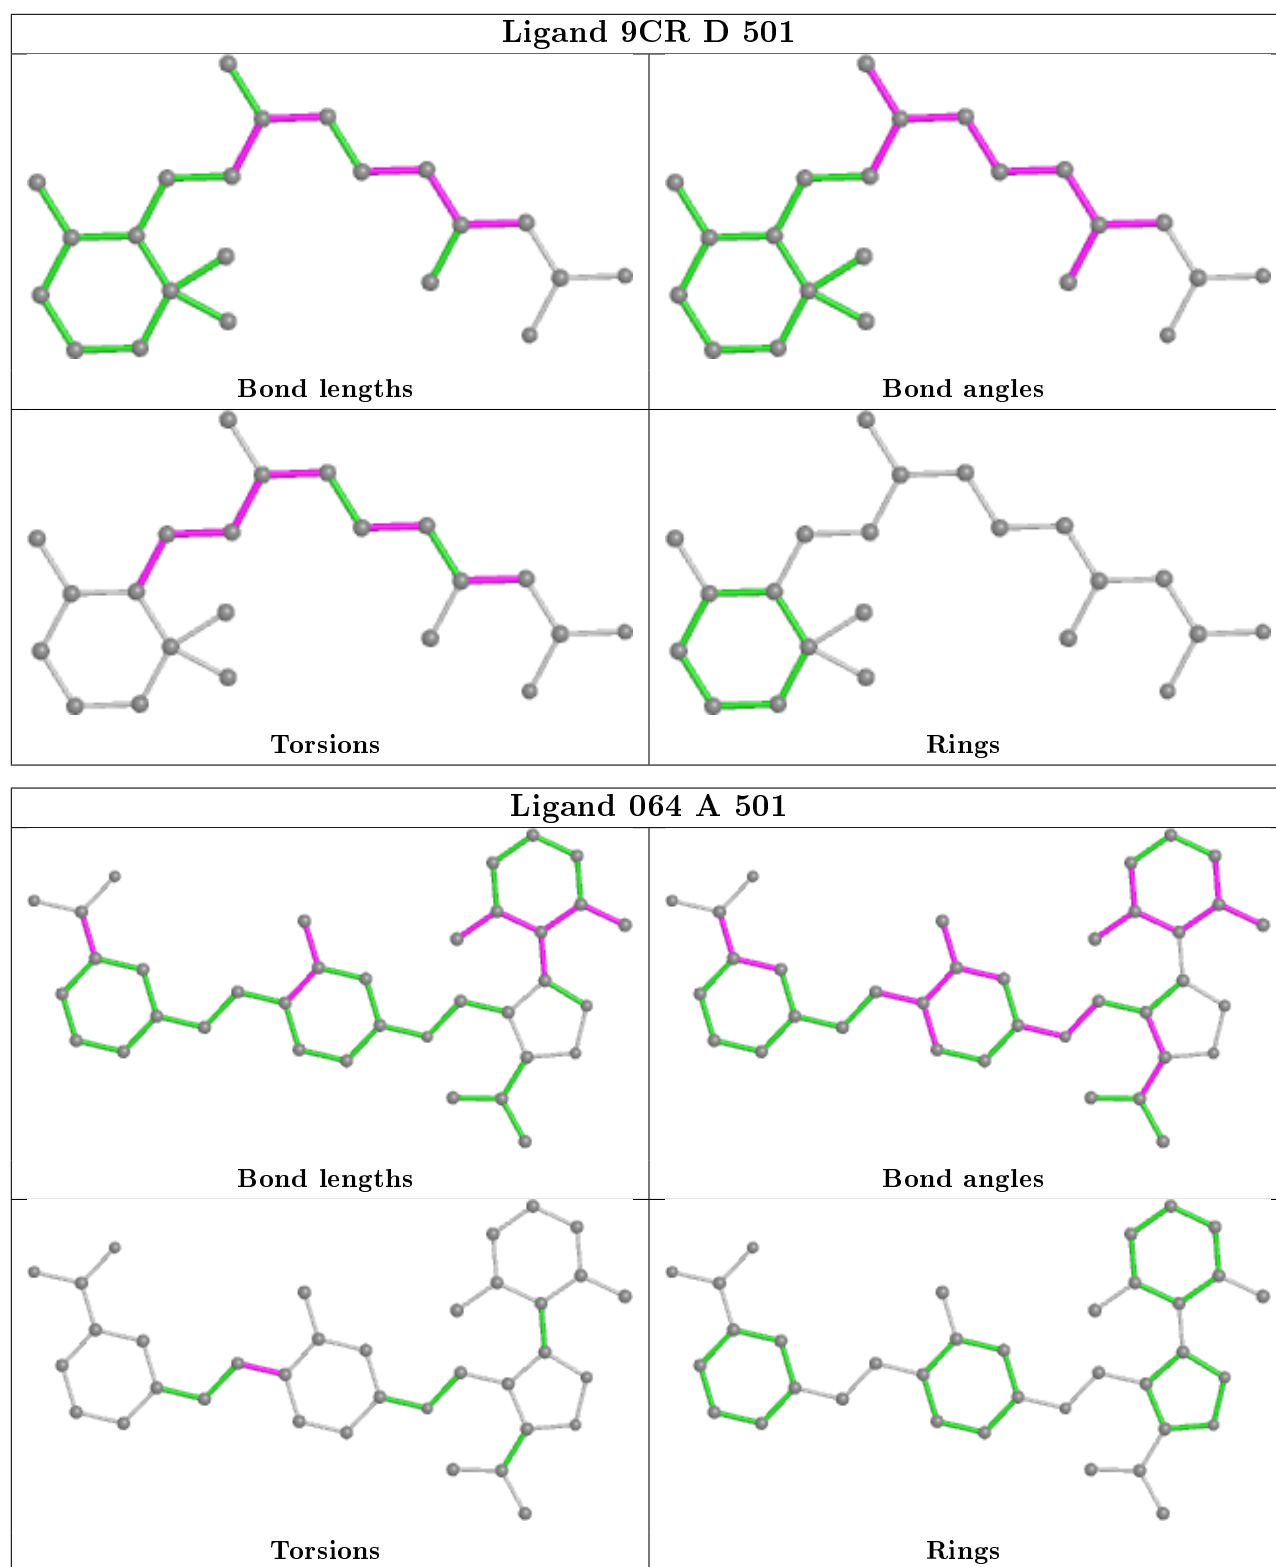 Ligand 9CR D 501
Bond lengths
Bond angles
Torsions
Rings
Ligand 064 A 501
Bond lengths
Bond angles
Torsions
Rings